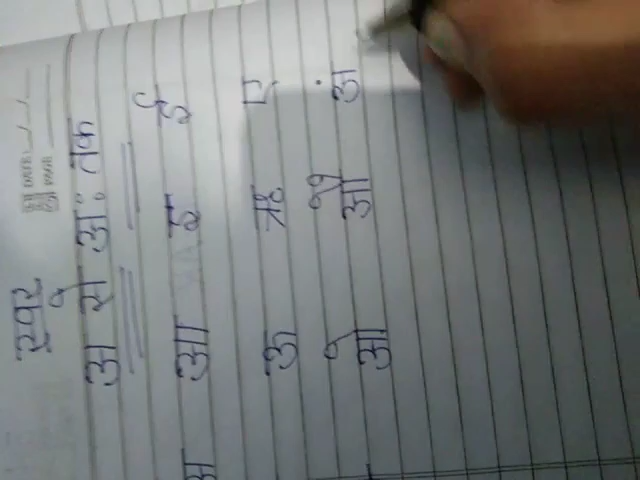 स्वर
अ से अः तक
अ आ इ ई
ऊ ऋ ए
ओ औ अं